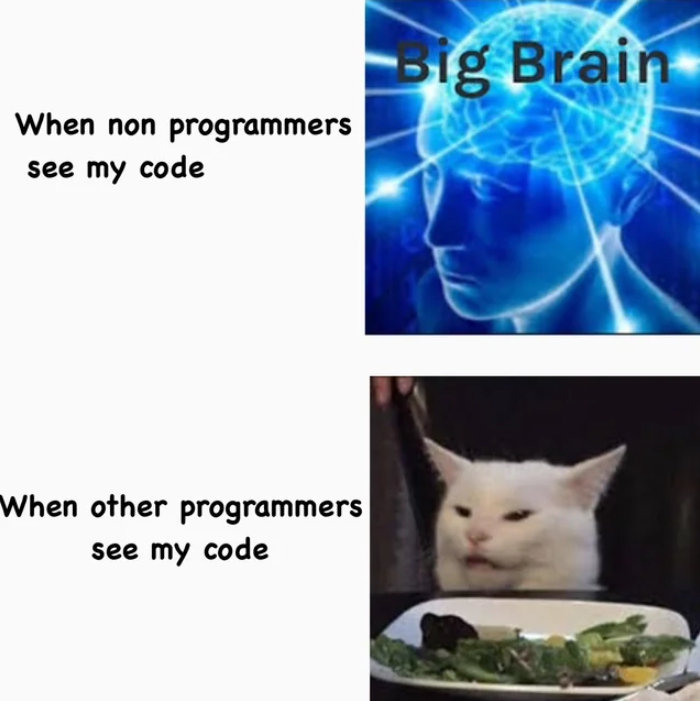 Big Brain
When non programmers
see my code
When other programmers
see my code